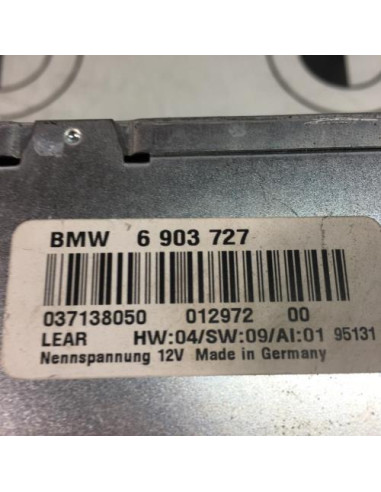 BMW 6 903 727
037138050 012972 00
LEAR HW:04/SW:09/AI:01 95131
Nennspannung 12V Made in Germany